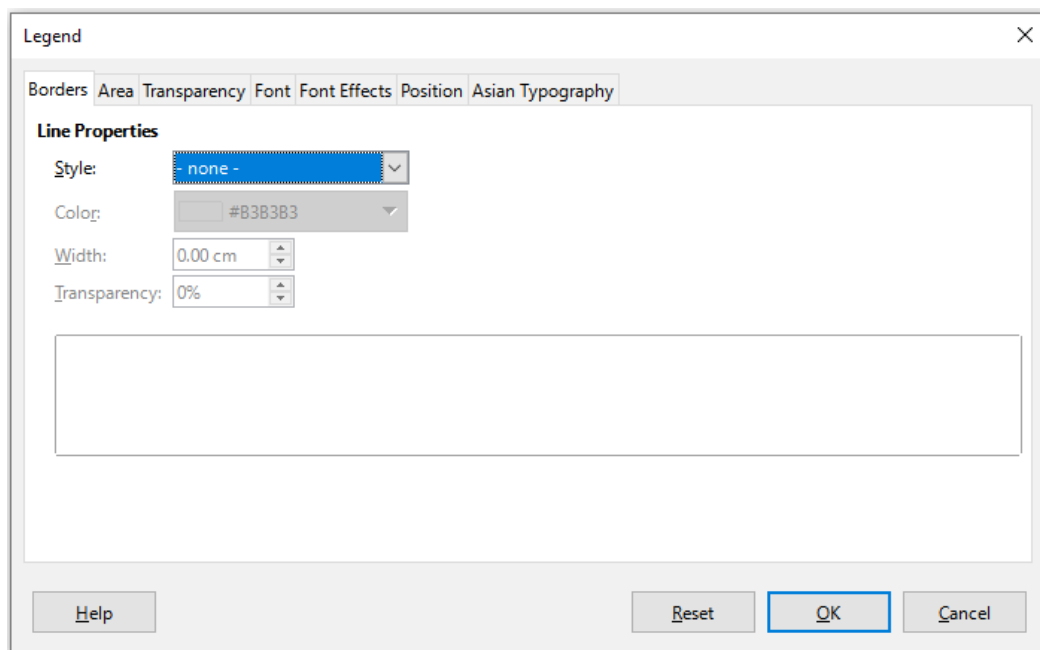 Legend
Borders Area Transparency Font Font Effects Position Asian Typography
Line Properties
Style: - none -
Color: #B3B3B3
Width: 0.00 cm
Transparency: 0%
Help Reset OK Cancel